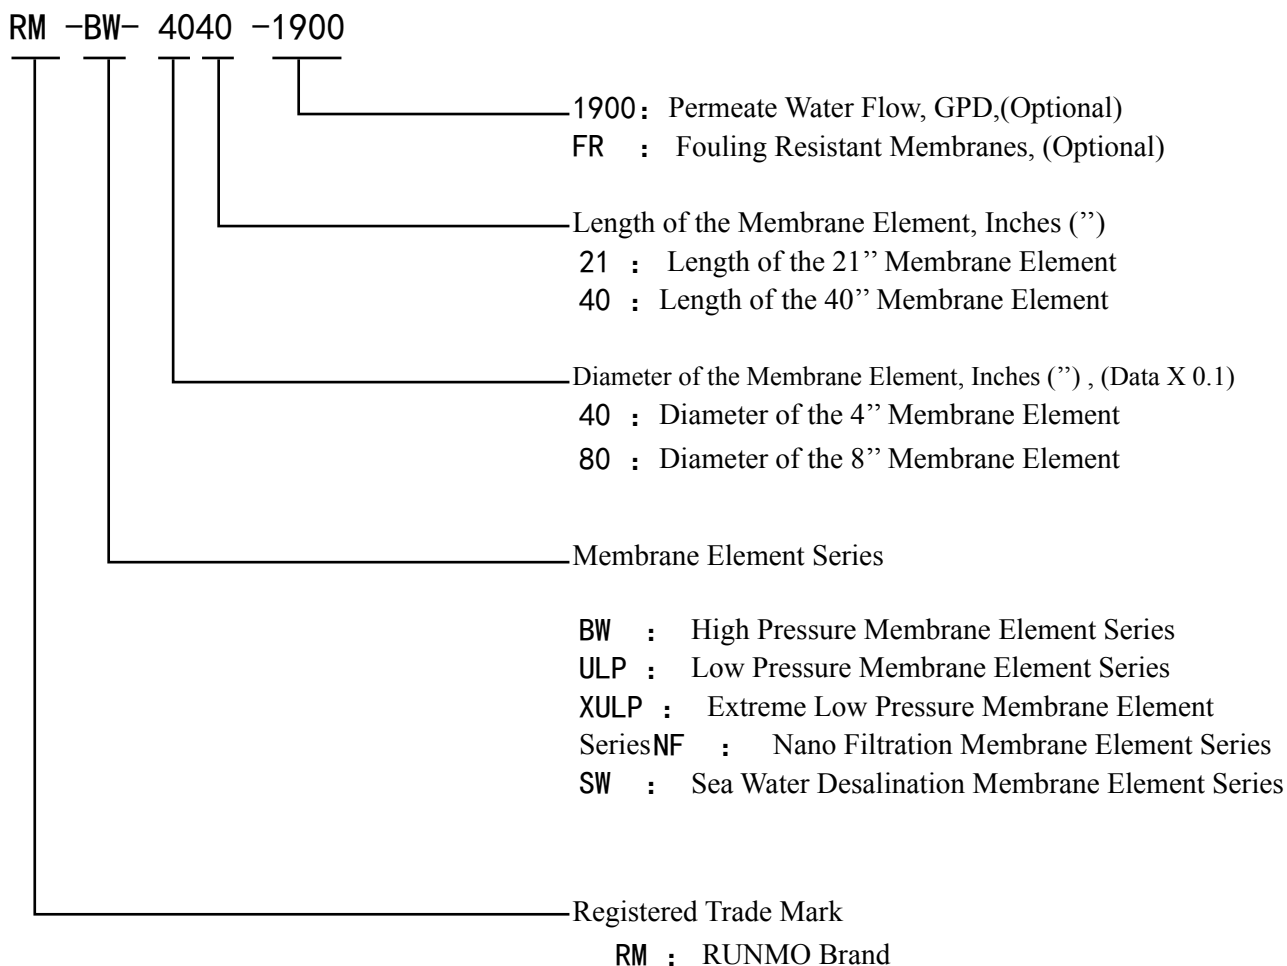 RM -BW- 4040 -1900
1900： Permeate Water Flow, GPD,(Optional)
FR ： Fouling Resistant Membranes, (Optional)
Length of the Membrane Element, Inches (’’)
21 ： Length of the 21’’ Membrane Element
40 ： Length of the 40’’ Membrane Element
Diameter of the Membrane Element, Inches (’’) , (Data X 0.1)
40 ： Diameter of the 4’’ Membrane Element
80 ： Diameter of the 8’’ Membrane Element
Membrane Element Series
BW ： High Pressure Membrane Element Series
ULP ： Low Pressure Membrane Element Series
XULP ： Extreme Low Pressure Membrane Element
SeriesNF ： Nano Filtration Membrane Element Series
SW ： Sea Water Desalination Membrane Element Series
Registered Trade Mark
RM ： RUNMO Brand